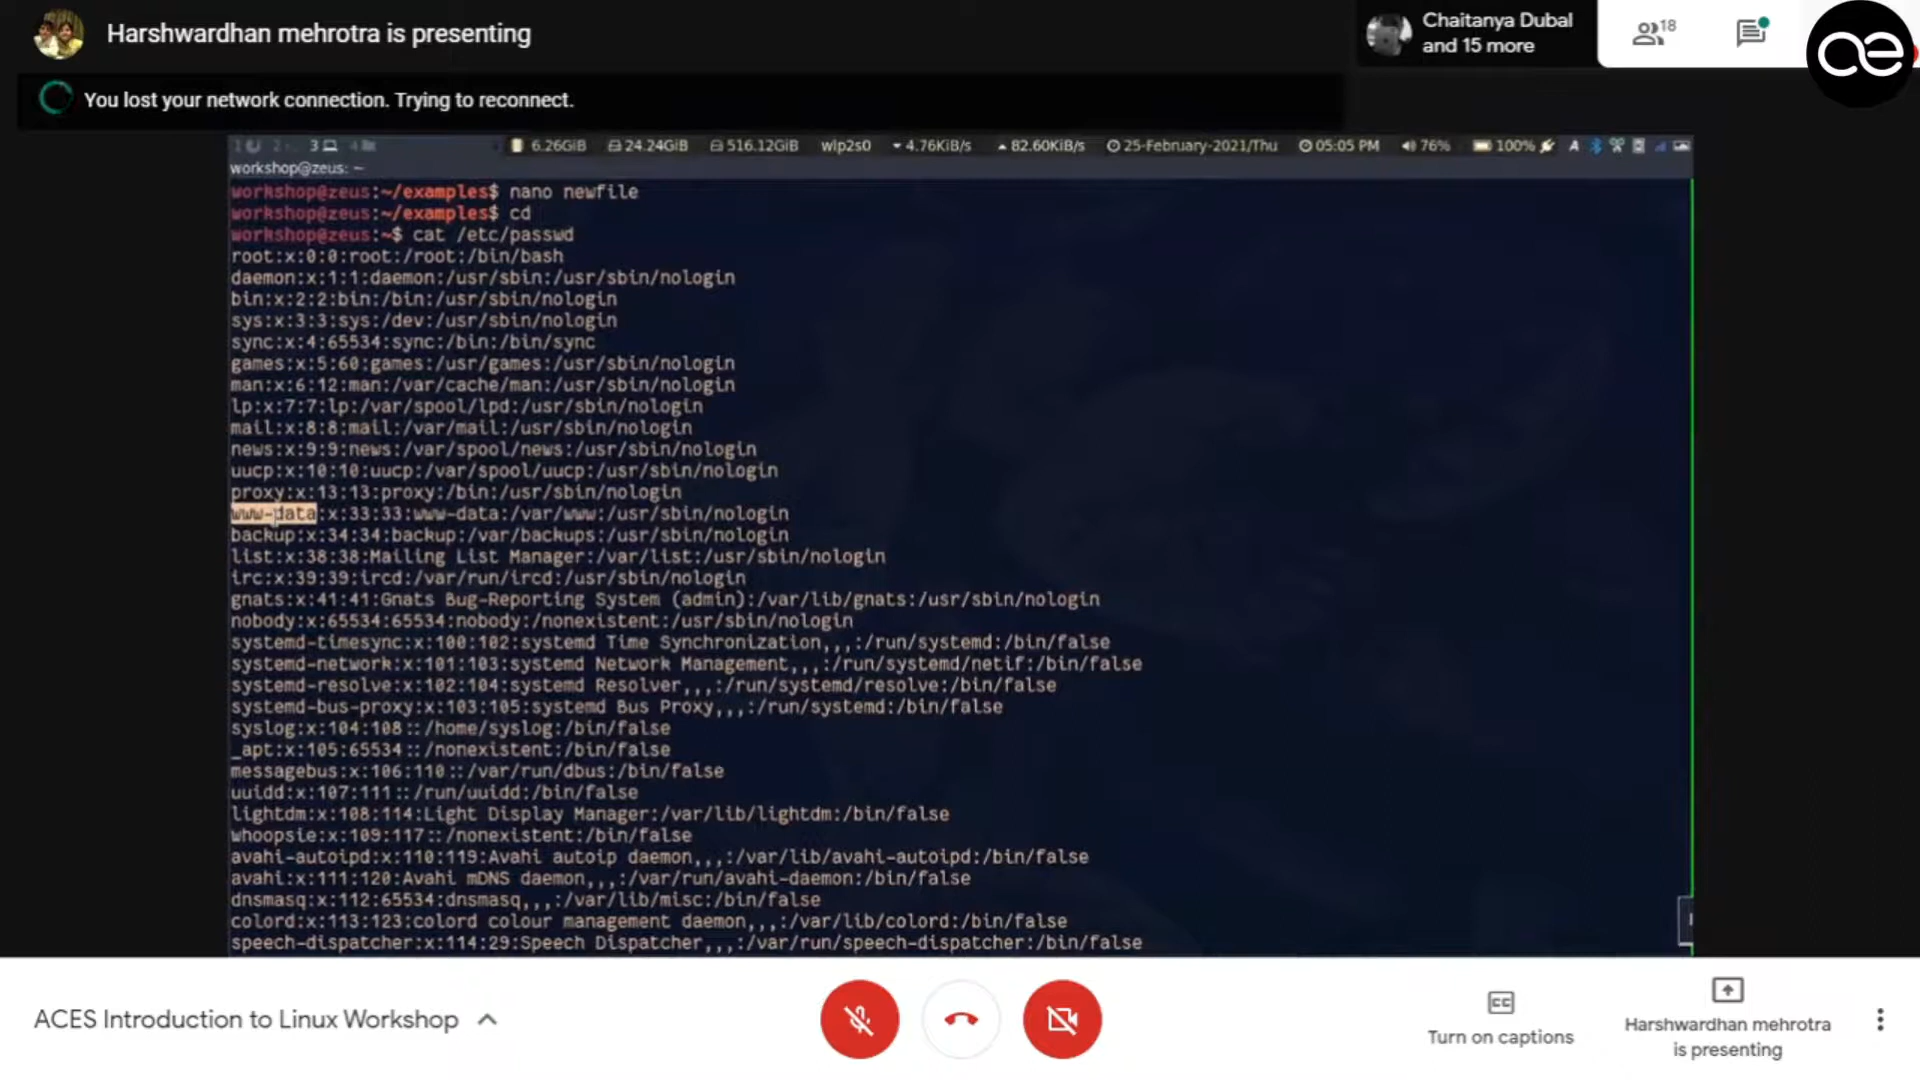 Harshwardhan mehrotra is presenting
Chaitanya Dubal
and 15 more
18
You lost your network connection. Trying to reconnect.
3 6.26GiB 24.24GiB 516.12GiB wlp2s0 4.76KiB/s 82.60KiB/s 25-February-2021/Thu 05:05 PM 76% 100% A
workshop@zeus: ~
workshop@zeus:~/examples$ nano newfile
workshop@zeus:~/examples$ cd
workshop@zeus:~$ cat /etc/passwd
root:x:0:0:root:/root:/bin/bash
daemon:x:1:1:daemon:/usr/sbin:/usr/sbin/nologin
bin:x:2:2:bin:/bin:/usr/sbin/nologin
sys:x:3:3:sys:/dev:/usr/sbin/nologin
sync:x:4:65534:sync:/bin:/bin/sync
games:x:5:60:games:/usr/games:/usr/sbin/nologin
man:x:6:12:man:/var/cache/man:/usr/sbin/nologin
lp:x:7:7:lp:/var/spool/lpd:/usr/sbin/nologin
mail:x:8:8:mail:/var/mail:/usr/sbin/nologin
news:x:9:9:news:/var/spool/news:/usr/sbin/nologin
uucp:x:10:10:uucp:/var/spool/uucp:/usr/sbin/nologin
proxy:x:13:13:proxy:/bin:/usr/sbin/nologin
www-data:x:33:33:www-data:/var/www:/usr/sbin/nologin
backup:x:34:34:backup:/var/backups:/usr/sbin/nologin
list:x:38:38:Mailing List Manager:/var/list:/usr/sbin/nologin
irc:x:39:39:ircd:/var/run/ircd:/usr/sbin/nologin
gnats:x:41:41:Gnats Bug-Reporting System (admin):/var/lib/gnats:/usr/sbin/nologin
nobody:x:65534:65534:nobody:/nonexistent:/usr/sbin/nologin
systemd-timesync:x:100:102:systemd Time Synchronization,,,:/run/systemd:/bin/false
systemd-network:x:101:103:systemd Network Management,,,:/run/systemd/netif:/bin/false
systemd-resolve:x:102:104:systemd Resolver,,,:/run/systemd/resolve:/bin/false
systemd-bus-proxy:x:103:105:systemd Bus Proxy,,,:/run/systemd:/bin/false
syslog:x:104:108::/home/syslog:/bin/false
_apt:x:105:65534::/nonexistent:/bin/false
messagebus:x:106:110::/var/run/dbus:/bin/false
uuidd:x:107:111::/run/uuidd:/bin/false
lightdm:x:108:114:Light Display Manager:/var/lib/lightdm:/bin/false
whoopsie:x:109:117::/nonexistent:/bin/false
avahi-autoipd:x:110:119:Avahi autoip daemon,,,:/var/lib/avahi-autoipd:/bin/false
avahi:x:111:120:Avahi mDNS daemon,,,:/var/run/avahi-daemon:/bin/false
dnsmasq:x:112:65534:dnsmasq,,,:/var/lib/misc:/bin/false
colord:x:113:123:colord colour management daemon,,,:/var/lib/colord:/bin/false
speech-dispatcher:x:114:29:Speech Dispatcher,,,:/var/run/speech-dispatcher:/bin/false
ACES Introduction to Linux Workshop
CC
Turn on captions
Harshwardhan mehrotra
is presenting